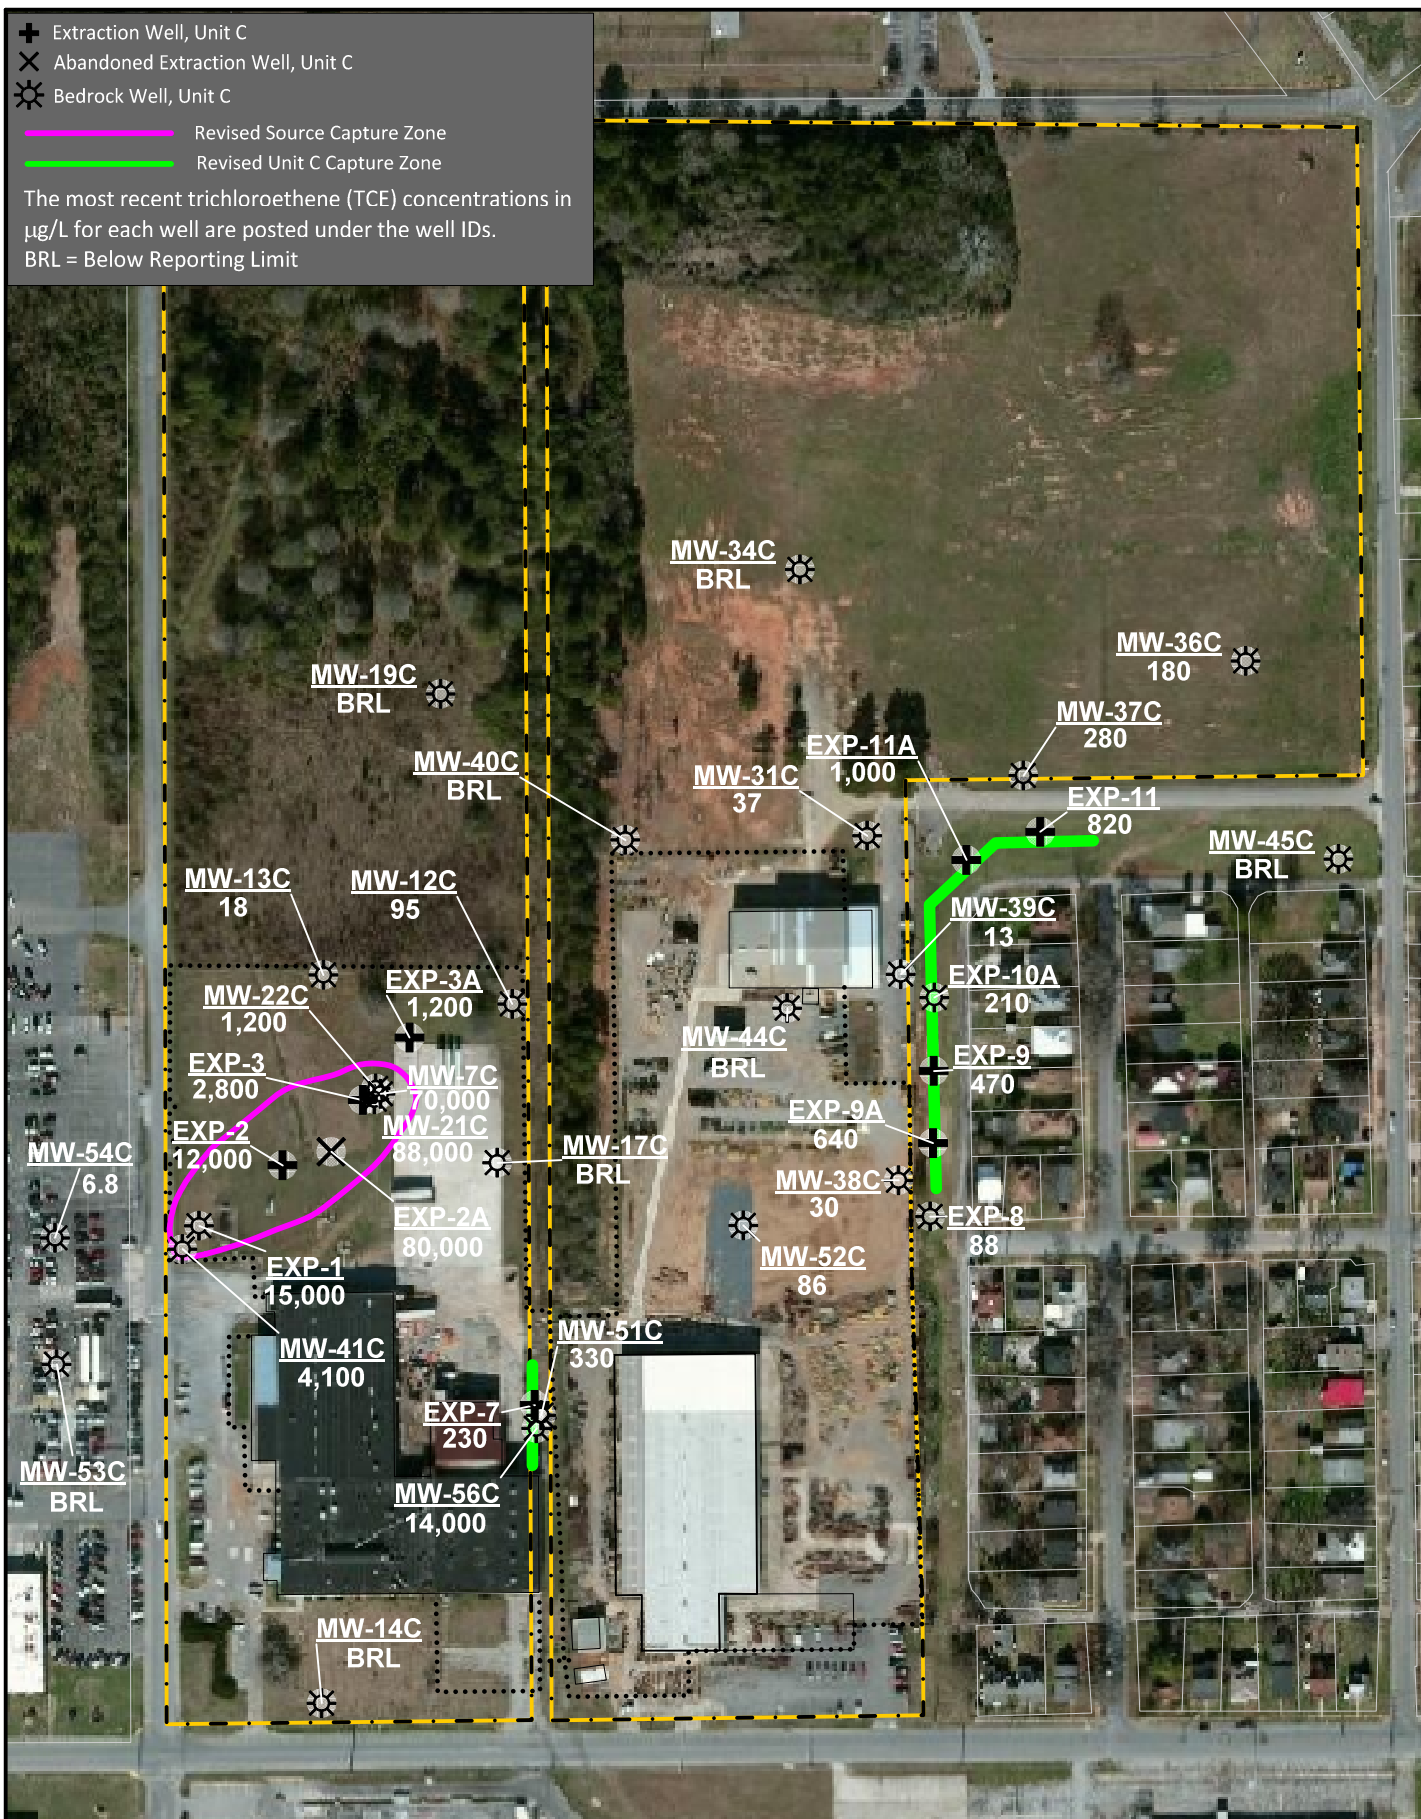 Extraction Well, Unit C
Abandoned Extraction Well, Unit C
Bedrock Well, Unit C
Revised Source Capture Zone
Revised Unit C Capture Zone
The most recent trichloroethene (TCE) concentrations in
µg/L for each well are posted under the well IDs.
BRL = Below Reporting Limit
MW-34C
BRL
MW-36C
180
MW-19C
BRL
MW-37C
280
EXP-11A
1,000
MW-40C
BRL
MW-31C
37
EXP-11
820
MW-45C
BRL
MW-13C
18
MW-12C
95
MW-39C
13
EXP-3A
1,200
MW-22C
1,200
EXP-10A
210
MW-44C
BRL
EXP-3
2,800
MW-7C
70,000
EXP-9
470
EXP-9A
640
MW-21C
88,000
EXP-2
12,000
MW-17C
BRL
MW-54C
6.8
MW-38C
30
EXP-2A
80,000
EXP-8
88
MW-52C
86
EXP-1
15,000
MW-51C
330
MW-41C
4,100
EXP-7
230
MW-53C
BRL
MW-56C
14,000
MW-14C
BRL